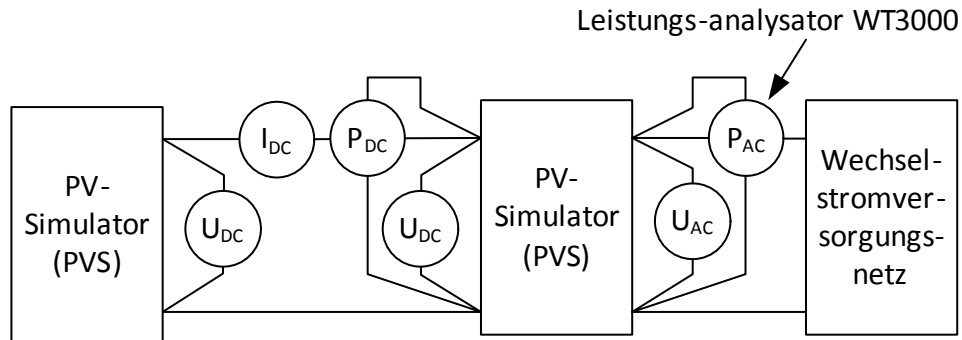 Leistungs-analysator WT3000
PV-
Simulator
(PVS)
I_DC
P_DC
U_DC
U_DC
PV-
Simulator
(PVS)
P_AC
U_AC
Wechsel-
stromver-
sorgungs-
netz